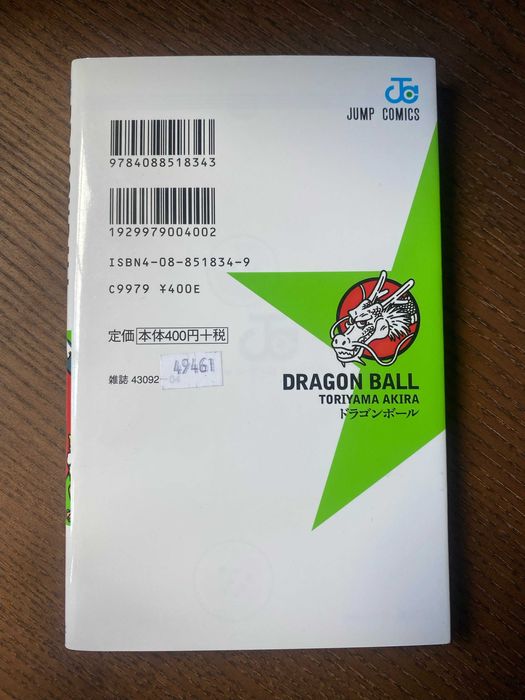 JUMP COMICS
9784088518343
1929979004002
ISBN4-08-851834-9
C9979 ¥400E
定価 本体400円+税
雑誌 43092-04
49461
DRAGON BALL
TORIYAMA AKIRA
ドラゴンボール